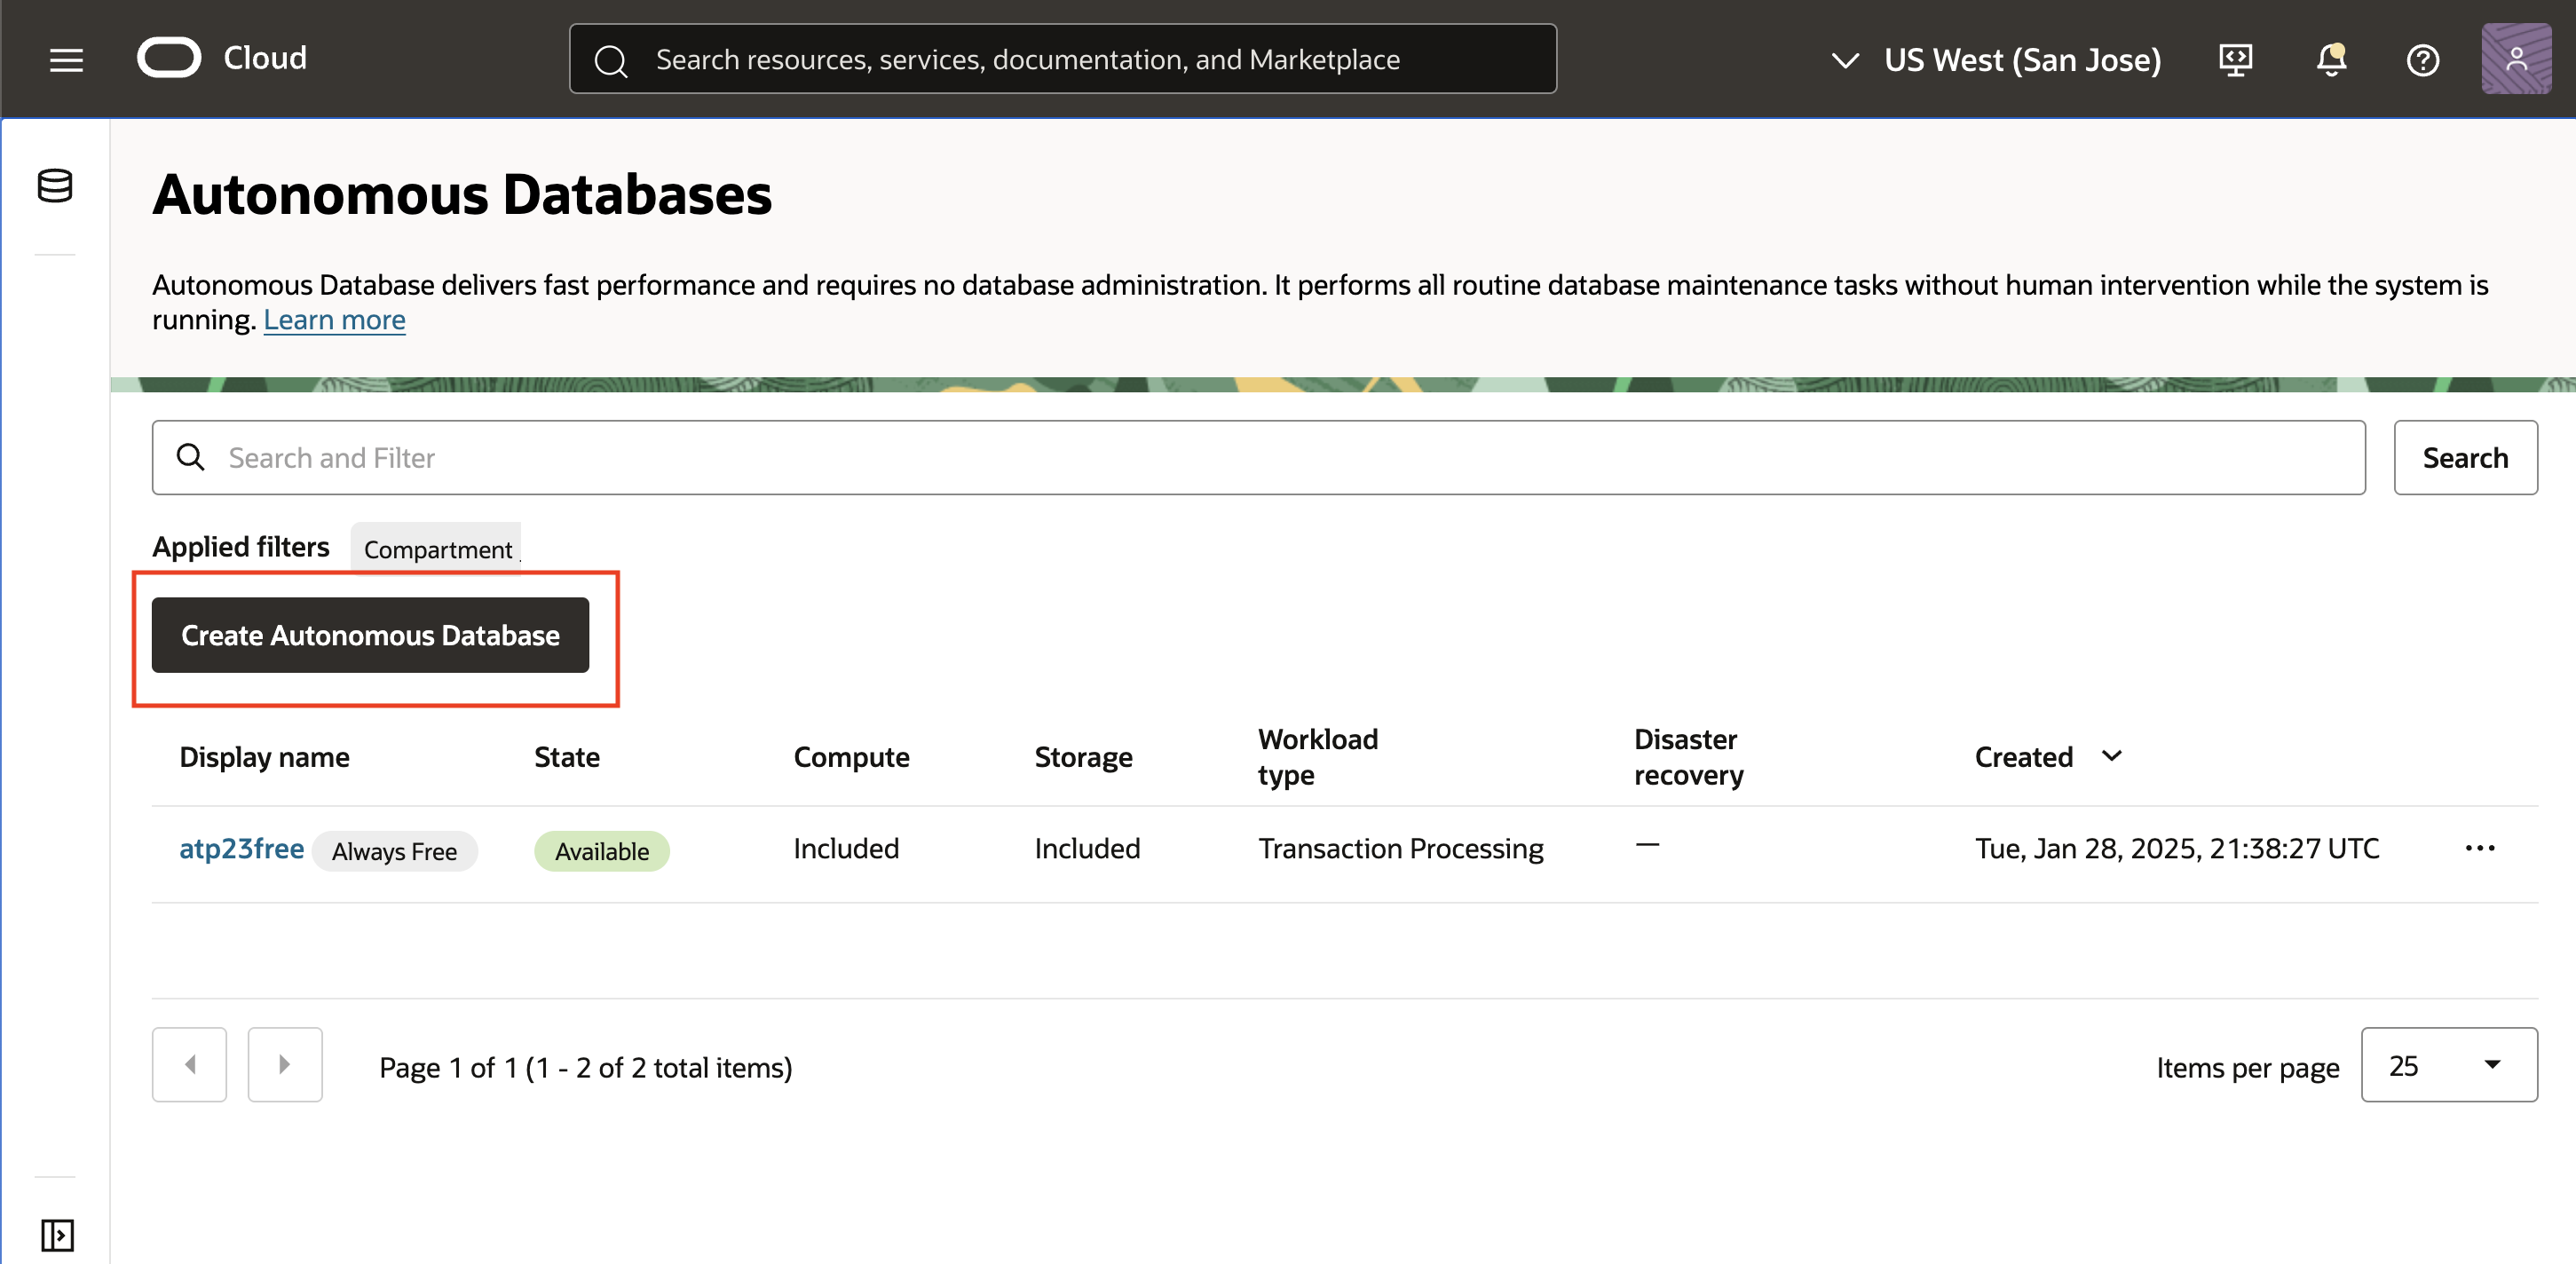 Cloud
Search resources, services, documentation, and Marketplace
US West (San Jose)
Autonomous Databases
Autonomous Database delivers fast performance and requires no database administration. It performs all routine database maintenance tasks without human intervention while the system is
running. Learn more
Search and Filter
Search
Applied filters
Compartment
Create Autonomous Database
Display name State Compute Storage Workload type Disaster recovery Created
atp23free Always Free Available Included Included Transaction Processing — Tue, Jan 28, 2025, 21:38:27 UTC ...
Page 1 of 1 (1 - 2 of 2 total items)
Items per page 25